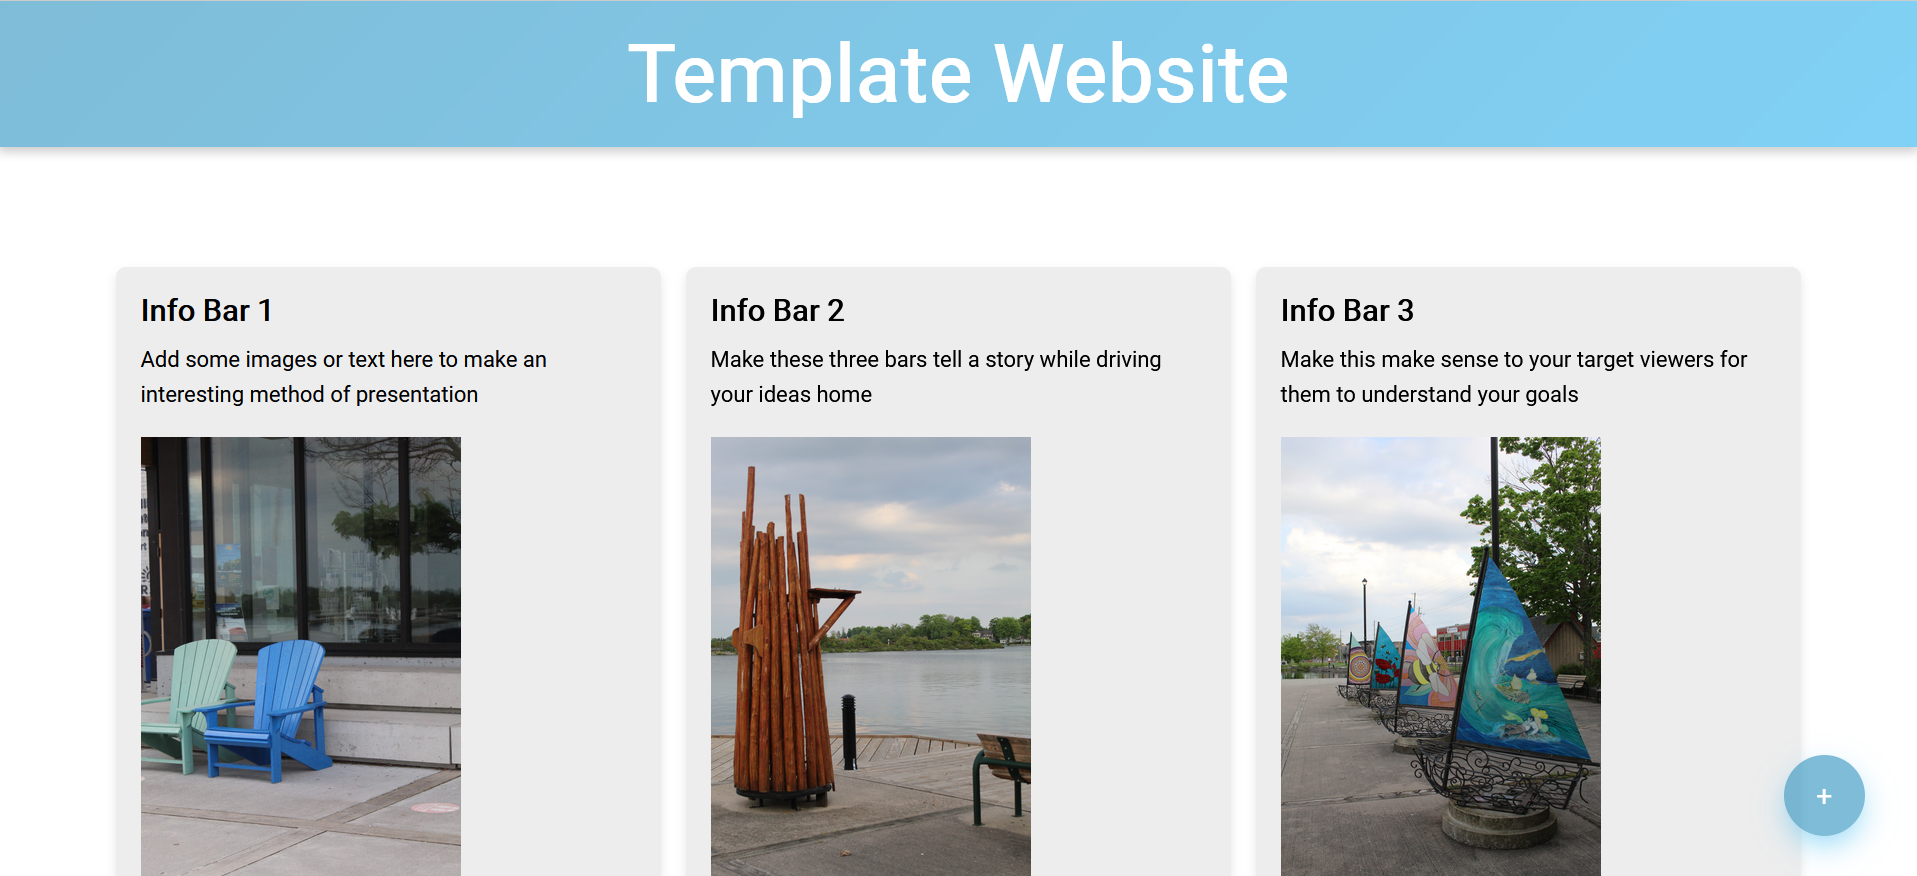 Template Website
Info Bar 1
Add some images or text here to make an
interesting method of presentation
Info Bar 2
Make these three bars tell a story while driving
your ideas home
Info Bar 3
Make this make sense to your target viewers for
them to understand your goals
+